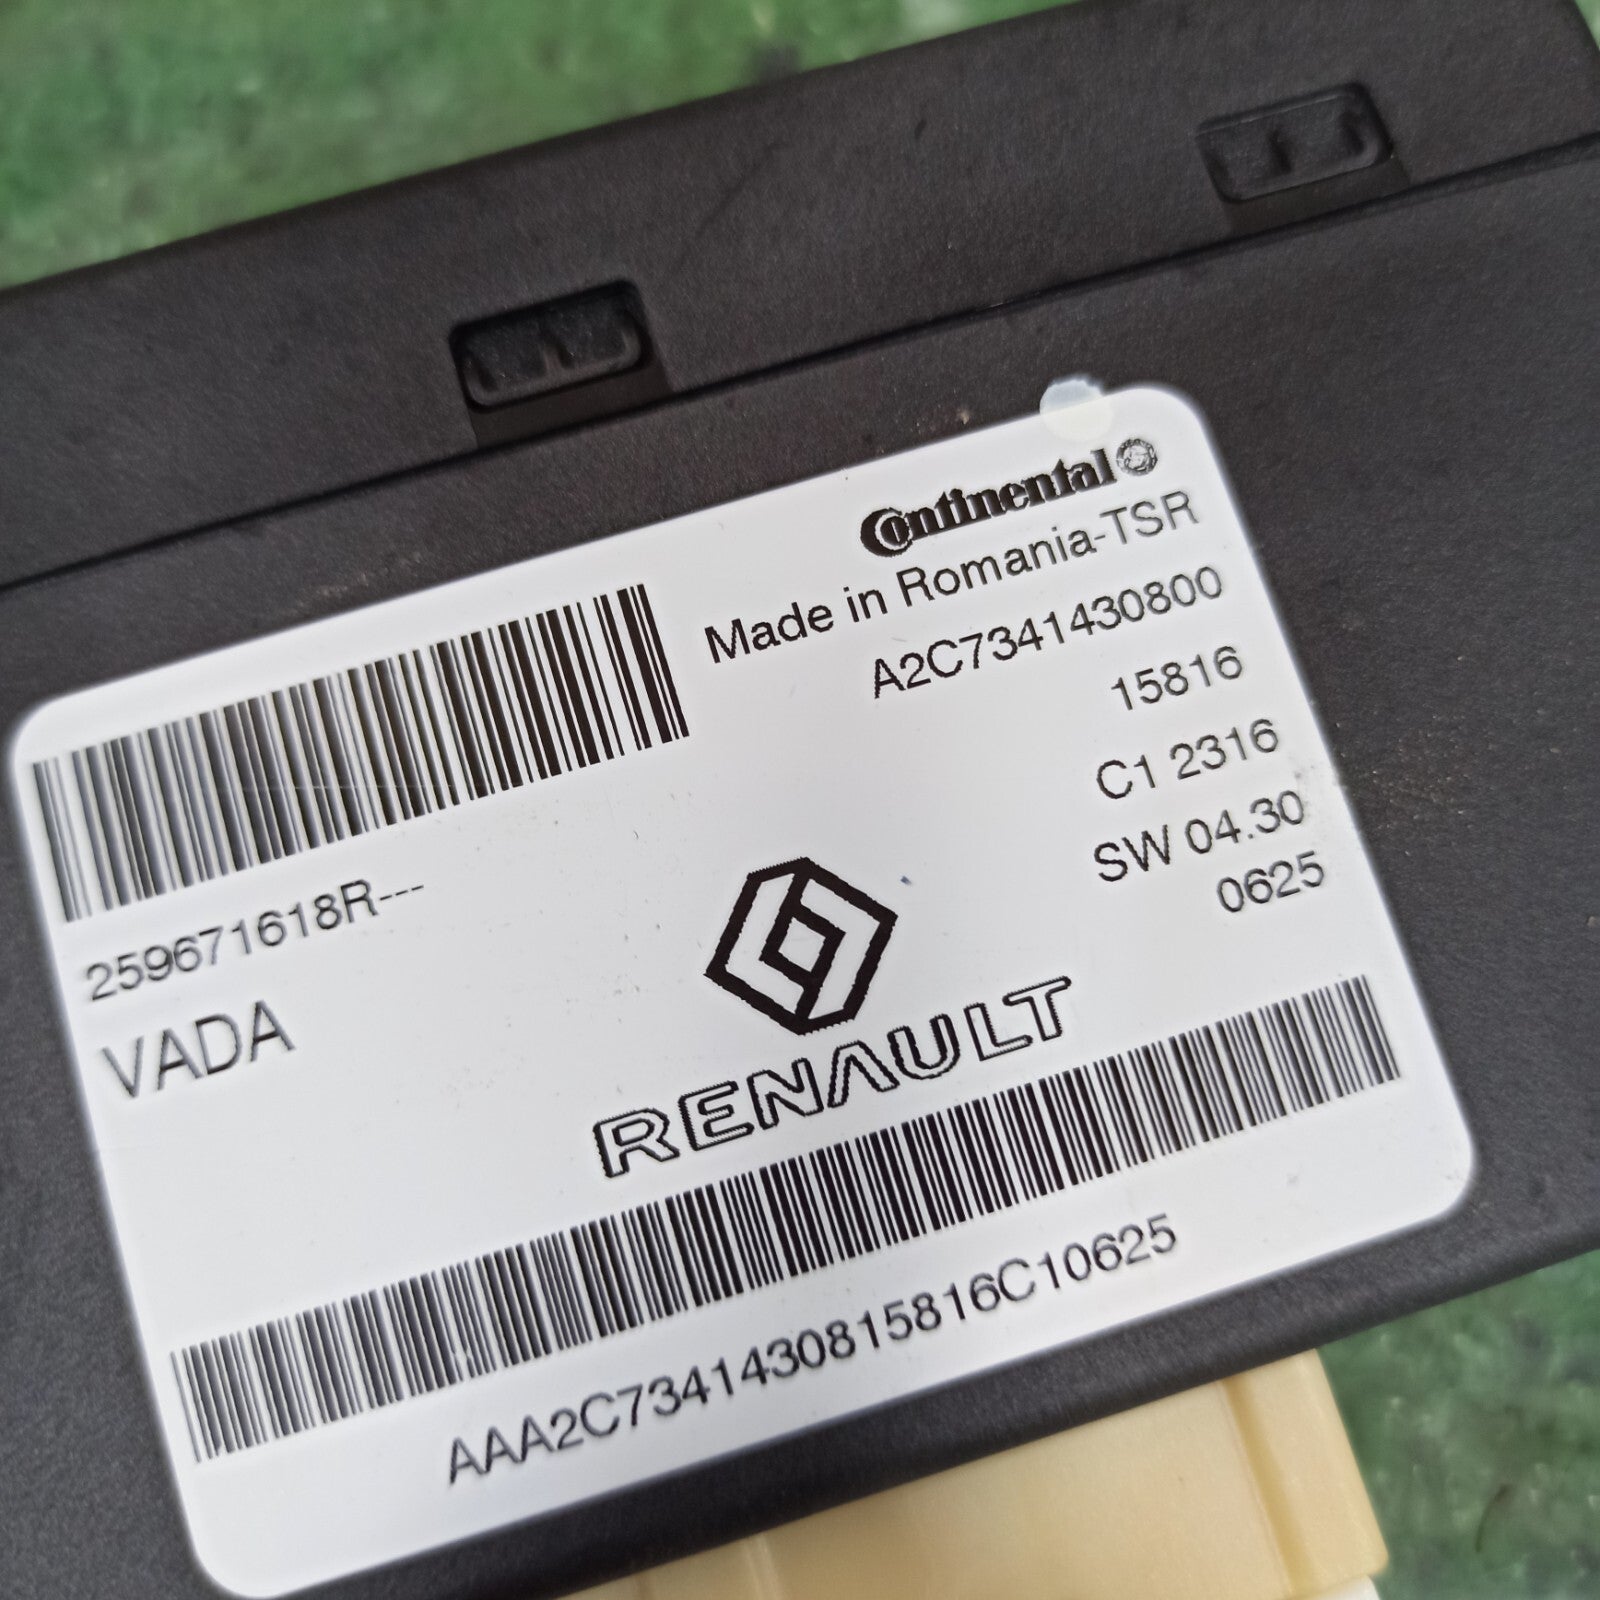 Continental
Made in Romania-TSR
A2C7341430800
15816
C1 2316
SW 04.30
0625
259671618R---
VADA
RENAULT
AAA2C7341430815816C10625